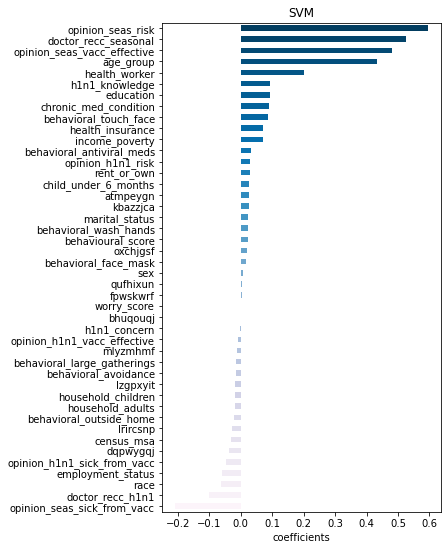 SVM
opinion_seas_risk
doctor_recc_seasonal
opinion_seas_vacc_effective
age_group
health_worker
h1n1_knowledge
education
chronic_med_condition
behavioral_touch_face
health_insurance
income_poverty
behavioral_antiviral_meds
opinion_h1n1_risk
rent_or_own
child_under_6_months
atmpeygn
kbazzjca
marital_status
behavioral_wash_hands
behavioural_score
oxchjgsf
behavioral_face_mask
sex
qufhixun
fpwskwrf
worry_score
bhuqouqj
h1n1_concern
opinion_h1n1_vacc_effective
mlyzmhmf
behavioral_large_gatherings
behavioral_avoidance
lzgpxyit
household_children
household_adults
behavioral_outside_home
lrircsnp
census_msa
dqpwygqj
opinion_h1n1_sick_from_vacc
employment_status
race
doctor_recc_h1n1
opinion_seas_sick_from_vacc
−0.2 −0.1 0.0 0.1 0.2 0.3 0.4 0.5 0.6
coefficients